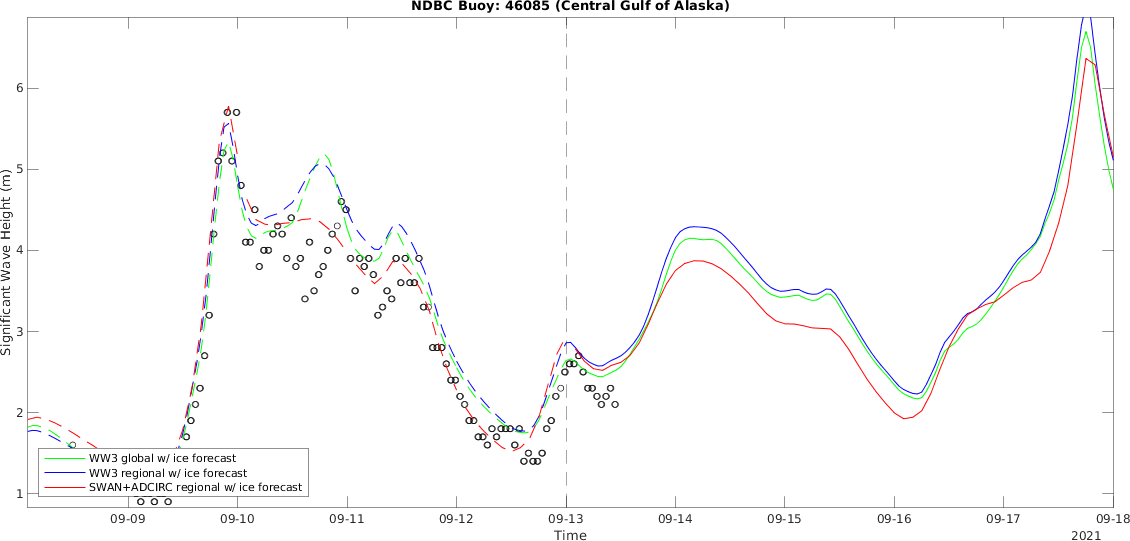 NDBC Buoy: 46085 (Central Gulf of Alaska)
Significant Wave Height (m)
6
5
4
3
2
1
WW3 global w/ ice forecast
WW3 regional w/ ice forecast
SWAN+ADCIRC regional w/ ice forecast
09-09 09-10 09-11 09-12 09-13 09-14 09-15 09-16 09-17 09-18
Time
2021